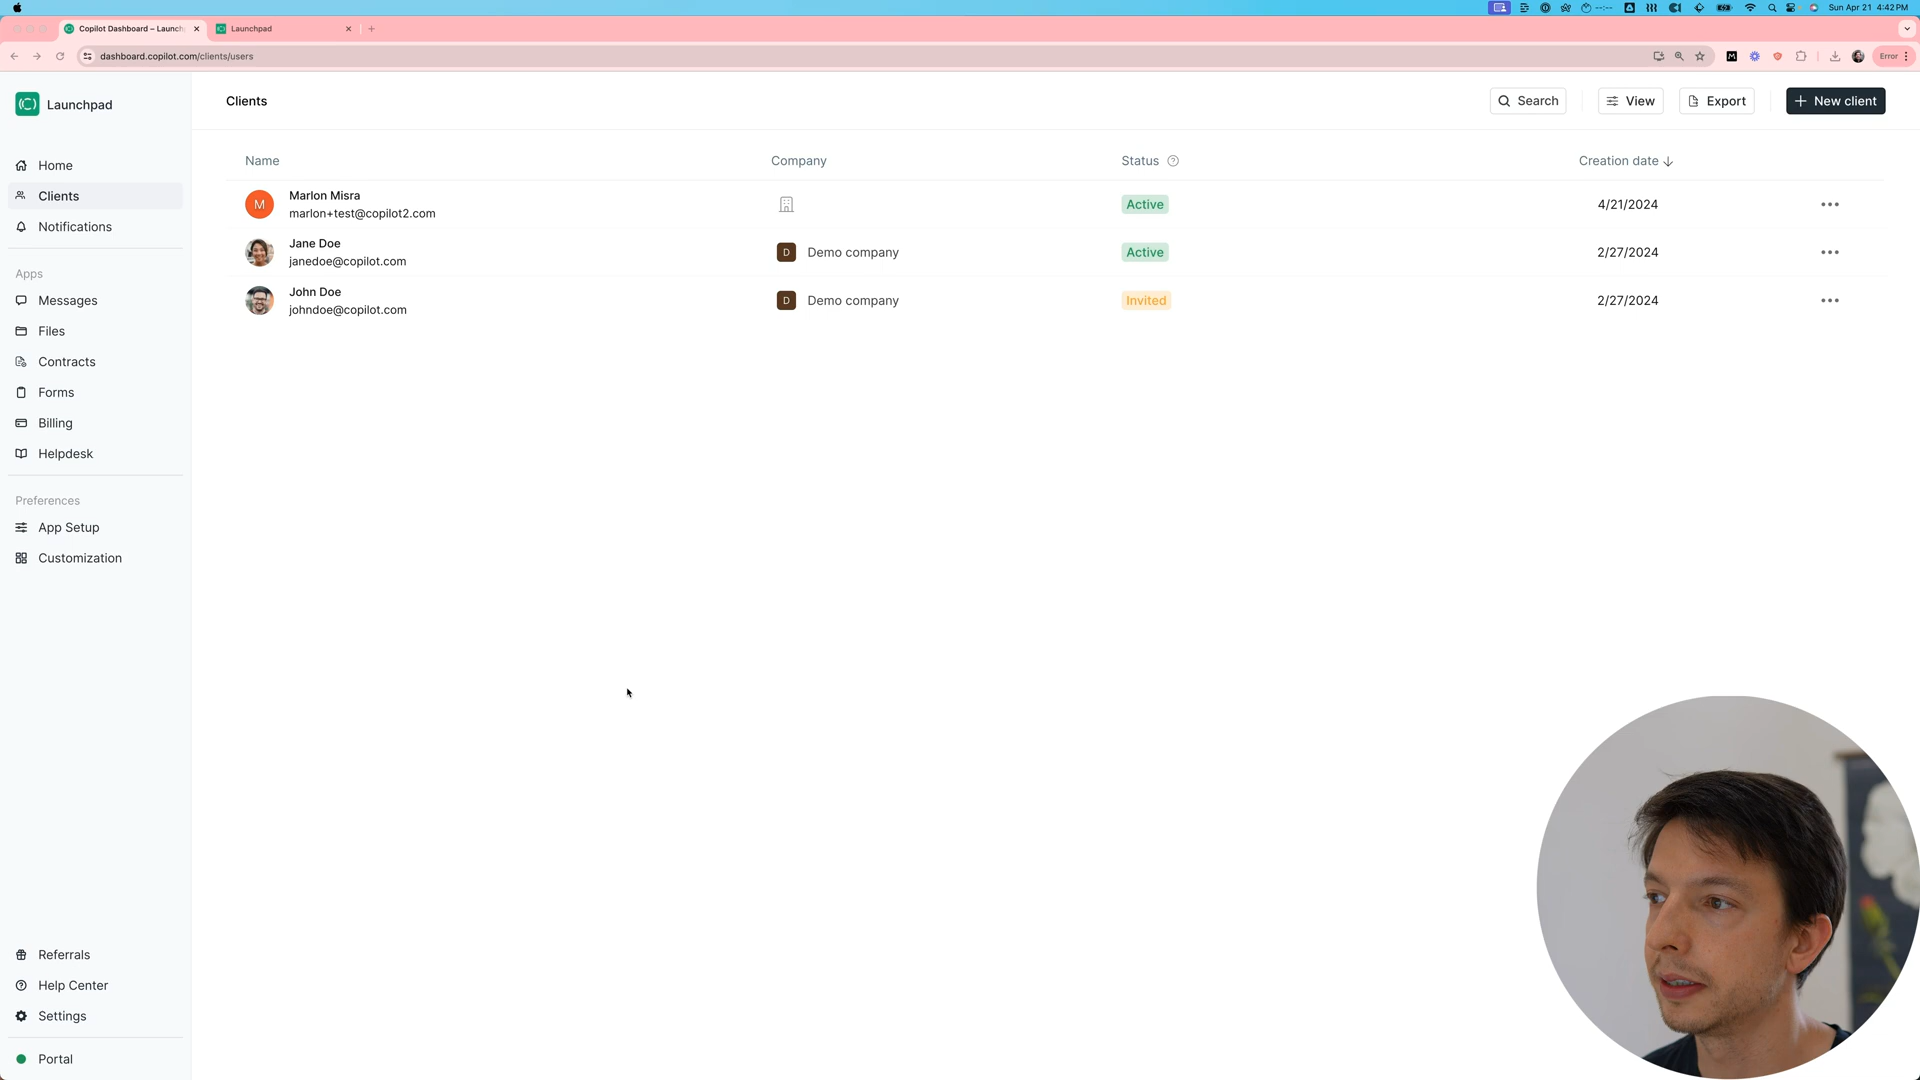 Sun Apr 21 4:42 PM
Copilot Dashboard – Launch
Launchpad
dashboard.copilot.com/clients/users
Error
Launchpad
Clients
Search
View
Export
New client
Home
Clients
Notifications
Apps
Messages
Files
Contracts
Forms
Billing
Helpdesk
Preferences
App Setup
Customization
Referrals
Help Center
Settings
Portal
Name Company Status Creation date
M Marlon Misra
marlon+test@copilot2.com
Active 4/21/2024
Jane Doe
janedoe@copilot.com
D Demo company Active 2/27/2024
John Doe
johndoe@copilot.com
D Demo company Invited 2/27/2024